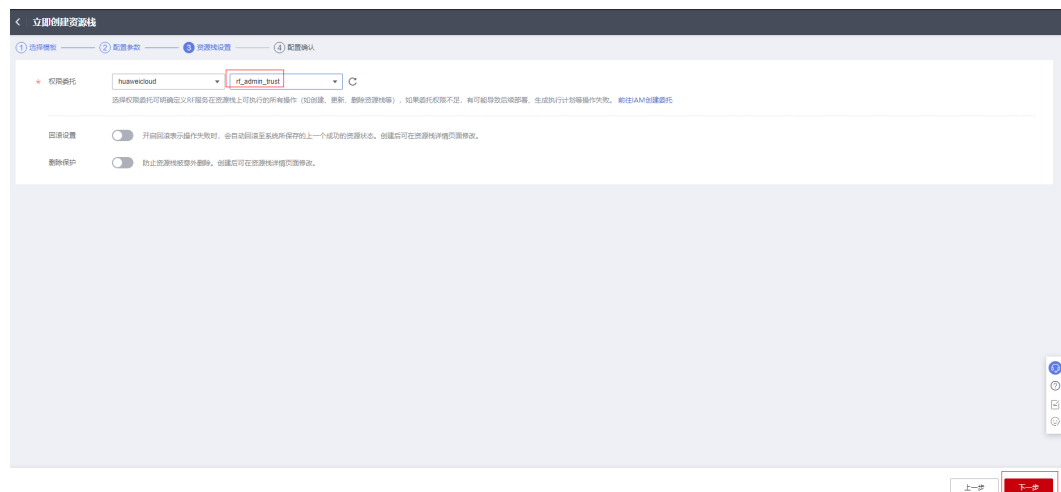 立即创建资源栈
1 选择模板 2 配置参数 3 资源栈设置 4 配置确认
* 权限委托 huaweicloud rf_admin_trust
选择权限委托可明确定义RF服务在资源栈上可执行的所有操作（如创建、更新、删除资源栈等），如果委托权限不足，有可能导致后续部署、生成执行计划等操作失败。 前往IAM创建委托
回滚设置 开启回滚表示操作失败时，会自动回滚至系统所保存的上一个成功的资源状态。创建后可在资源栈详情页面修改。
删除保护 防止资源栈被意外删除。创建后可在资源栈详情页面修改。
上一步 下一步